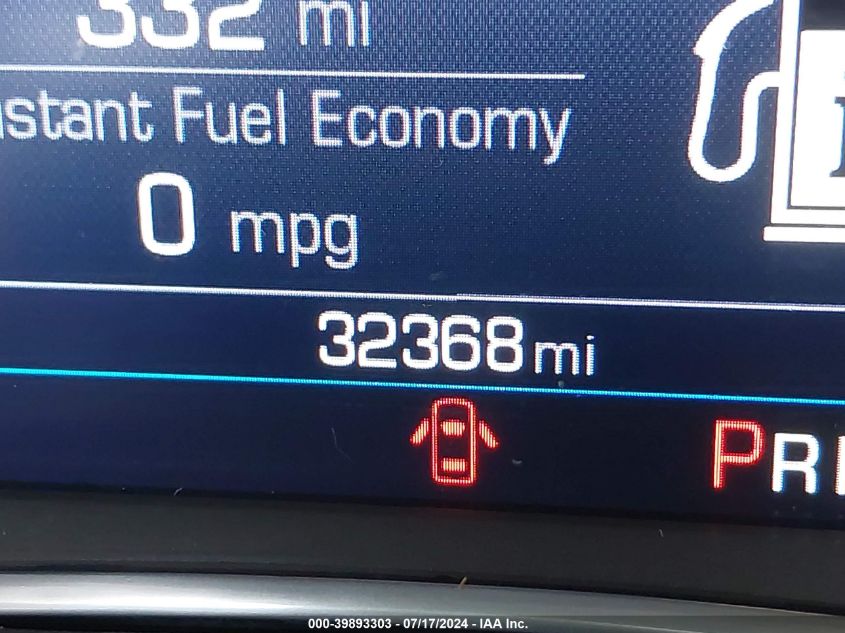 332 mi
stant Fuel Economy
0 mpg
32368 mi
PR
000-39893303 - 07/17/2024 - IAA Inc.